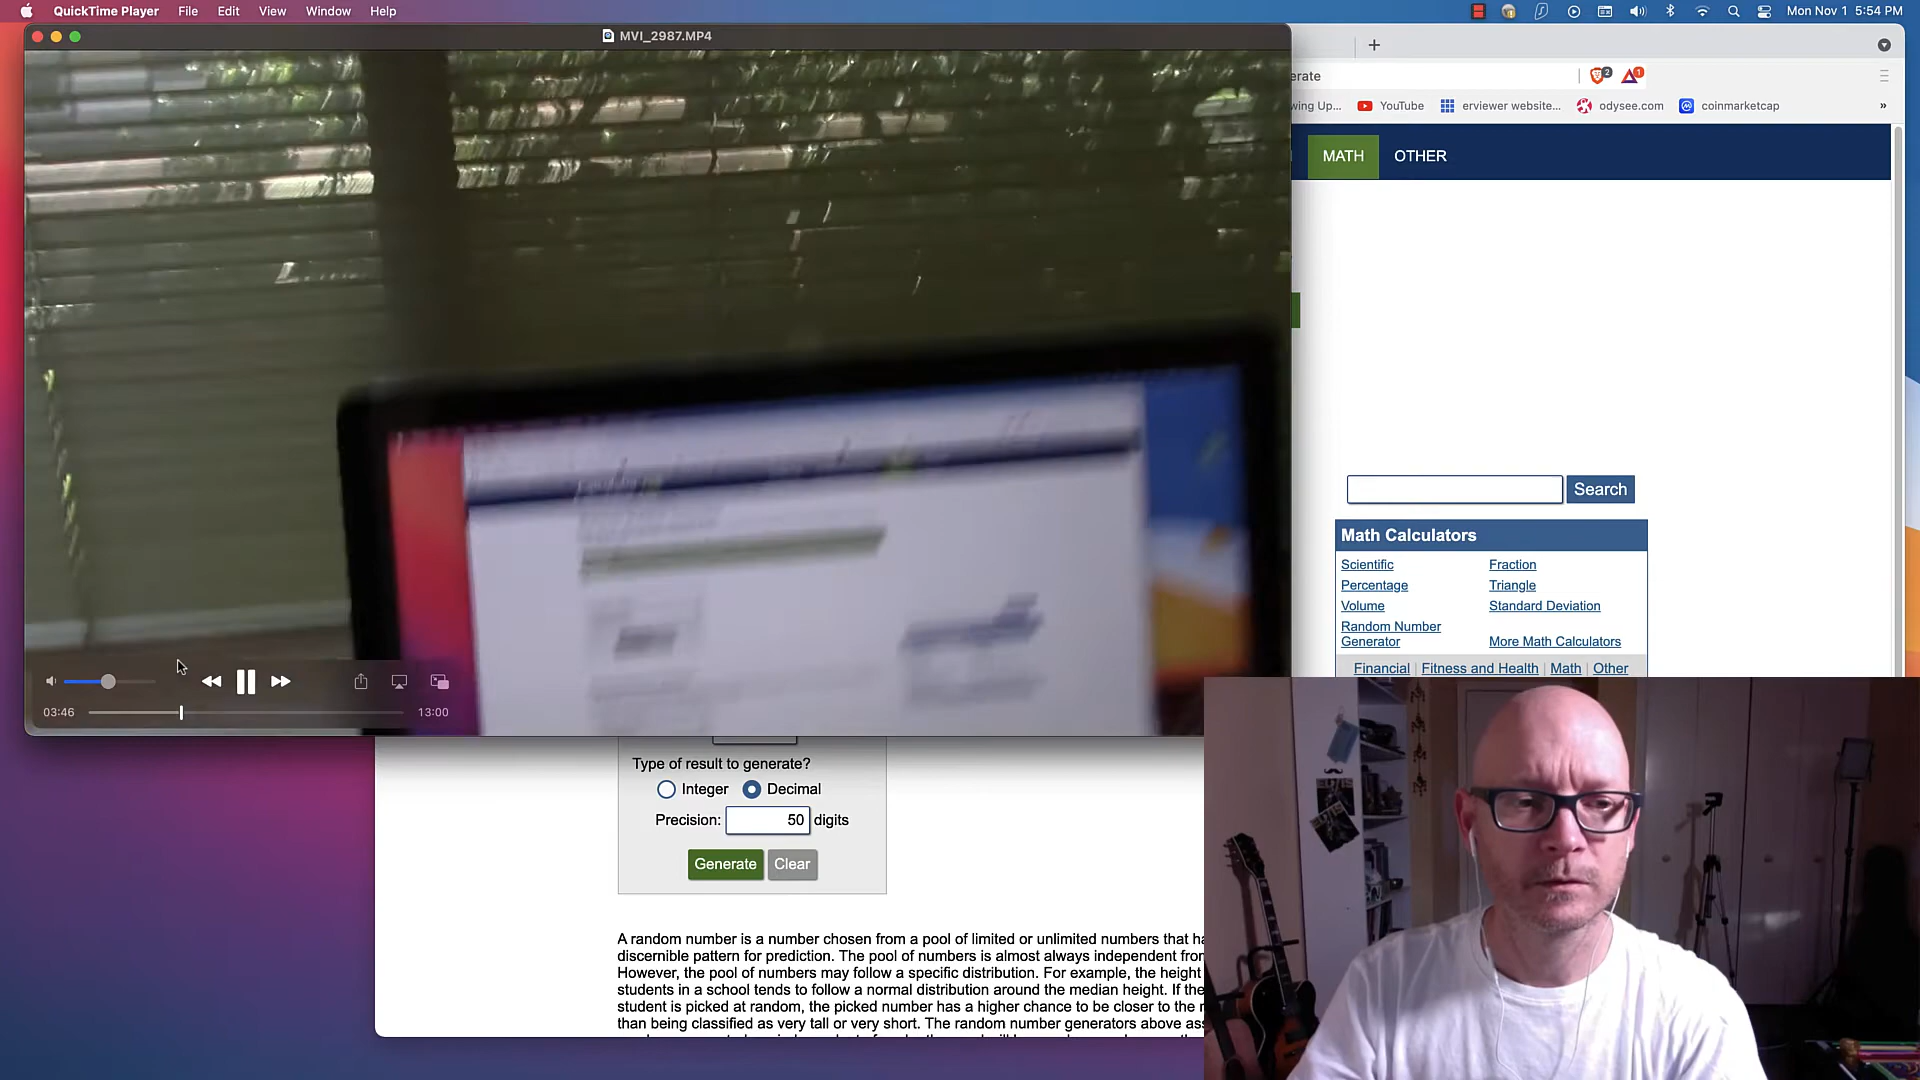 QuickTime Player File Edit View Window Help
Mon Nov 1 5:54 PM
MVI_2987.MP4
erate
2
1
wing Up...
YouTube
erviewer website...
odysee.com
coinmarketcap
»
MATH
OTHER
Search
Math Calculators
Scientific
Fraction
Percentage
Triangle
Volume
Standard Deviation
Random Number
Generator
More Math Calculators
Financial | Fitness and Health | Math | Other
03:46
13:00
Type of result to generate?
Integer
Decimal
Precision: 50 digits
Generate
Clear
A random number is a number chosen from a pool of limited or unlimited numbers that ha
discernible pattern for prediction. The pool of numbers is almost always independent from
However, the pool of numbers may follow a specific distribution. For example, the height
students in a school tends to follow a normal distribution around the median height. If the
student is picked at random, the picked number has a higher chance to be closer to the
than being classified as very tall or very short. The random number generators above ass